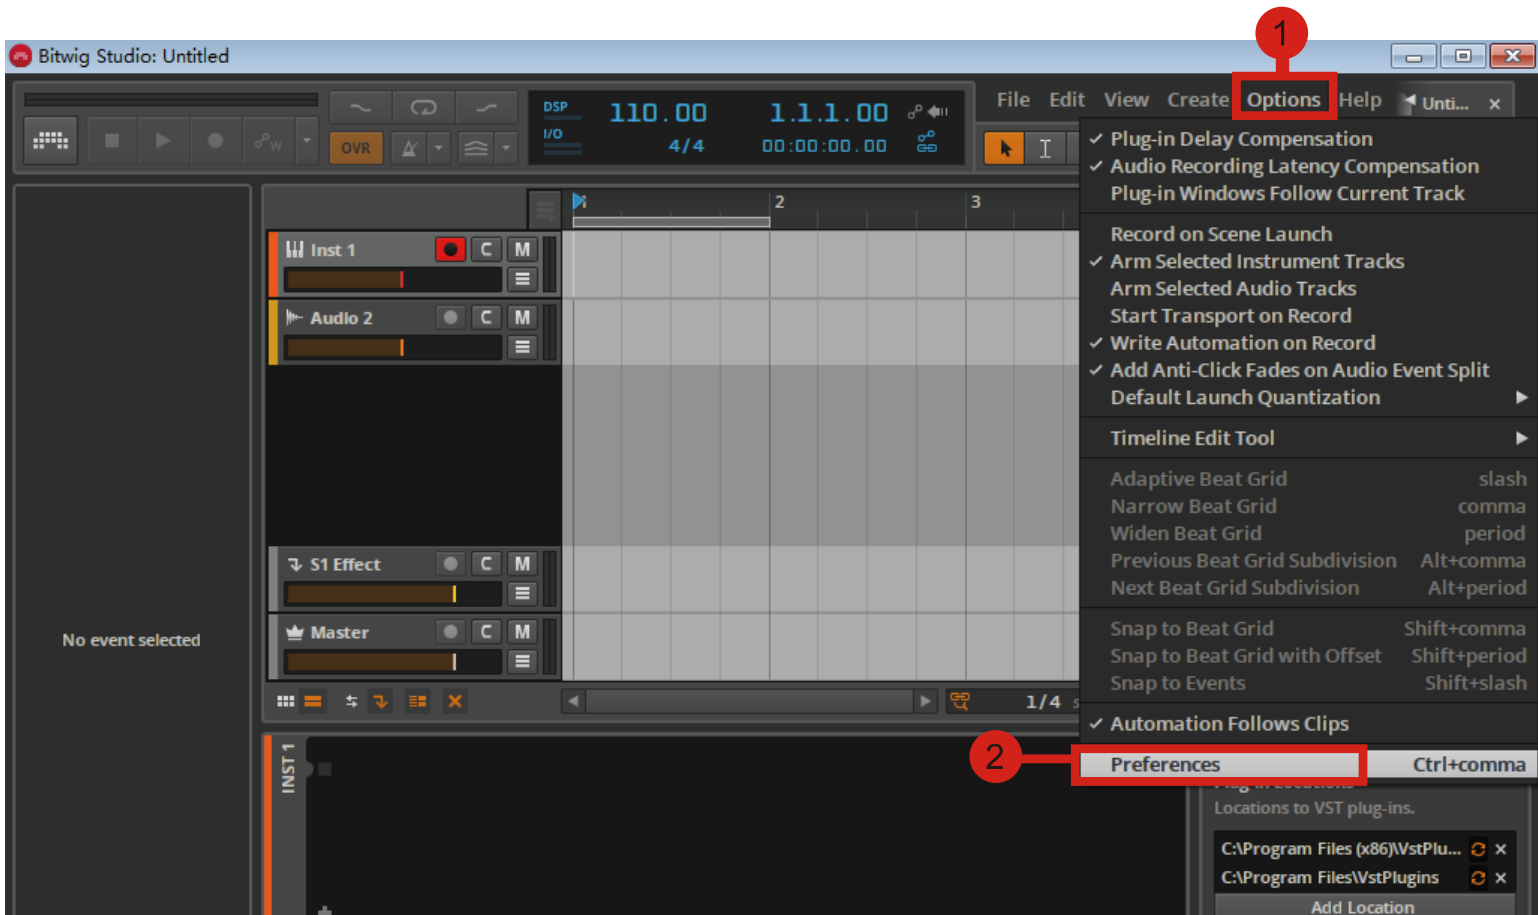 1
Bitwig Studio: Untitled
File Edit View Create Options Help Unti...
DSP 110.00 1.1.1.00
I/O 4/4 00:00:00.00
W OVR
Plug-in Delay Compensation
Audio Recording Latency Compensation
Plug-in Windows Follow Current Track
Record on Scene Launch
Arm Selected Instrument Tracks
Arm Selected Audio Tracks
Start Transport on Record
Write Automation on Record
Add Anti-Click Fades on Audio Event Split
Default Launch Quantization
Timeline Edit Tool
Adaptive Beat Grid slash
Narrow Beat Grid comma
Widen Beat Grid period
Previous Beat Grid Subdivision Alt+comma
Next Beat Grid Subdivision Alt+period
Snap to Beat Grid Shift+comma
Snap to Beat Grid with Offset Shift+period
Snap to Events Shift+slash
Automation Follows Clips
2
Preferences Ctrl+comma
2 3
Inst 1 C M
Audio 2 C M
S1 Effect C M
Master C M
No event selected
1/4
INST 1
Locations to VST plug-ins.
C:\Program Files (x86)\VstPlu...
C:\Program Files\VstPlugins
Add Location